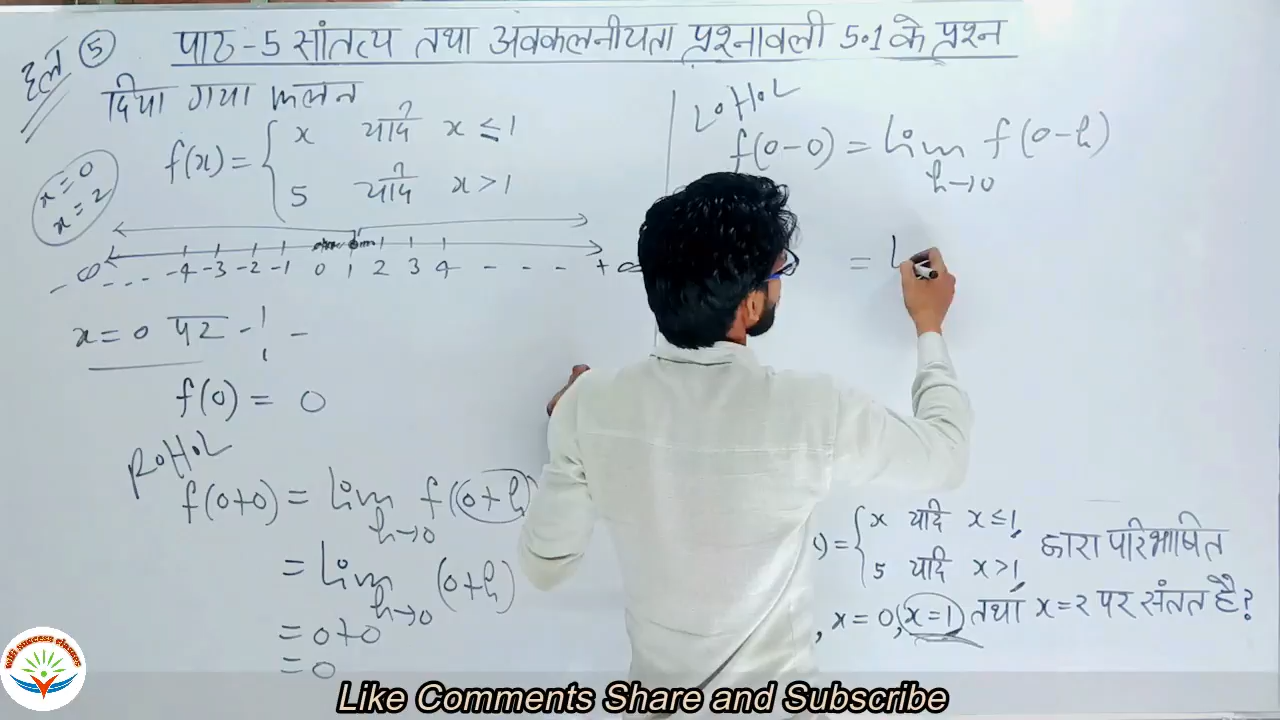 हल (5) पाठ-5 सांतत्य तथा अवकलनीयता प्रश्नावली 5.1 के प्रश्न
दिया गया फलन
f(x) = { x यदि x ≤ 1
5 यदि x > 1
x = 0
x = 2
-4 -3 -2 -1 0 1 2 3 4 - - - + ∞
- ∞ - - -
x = 0 पर - ! -
f(0) = 0
R.H.L
f(0+0) = lim f(0+h)
h→0
= lim (0+h)
h→0
= 0+0
= 0
L.H.L
f(0-0) = lim f(0-h)
h→0
= l
) = { x यदि x ≤ 1,
5 यदि x > 1
द्वारा परिभाषित
, x = 0, x = 1 तथा x = 2 पर संतत है?
wifi success classes
Like Comments Share and Subscribe